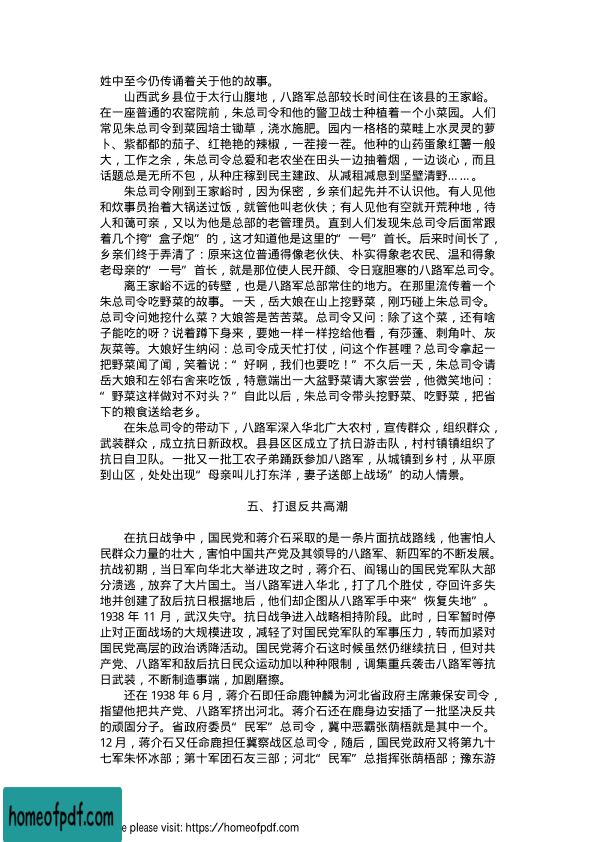 姓中至今仍传诵着关于他的故事。
山西武乡县位于太行山腹地，八路军总部较长时间住在该县的王家峪。
在一座普通的农窑院前，朱总司令和他的警卫战士种植着一个小菜园。人们
常见朱总司令到菜园培土锄草，浇水施肥。园内一格格的菜畦上水灵灵的萝
卜、紫都都的茄子、红艳艳的辣椒，一茬接一茬。他种的山药蛋象红薯一般
大，工作之余，朱总司令总爱和老农坐在田头一边抽着烟，一边谈心，而且
话题总是无所不包，从种庄稼到民主建政、从减租减息到坚壁清野……。
朱总司令刚到王家峪时，因为保密，乡亲们起先并不认识他。有人见他
和炊事员抬着大锅送过饭，就管他叫老伙伕；有人见他有空就开荒种地，待
人和蔼可亲，又以为他是总部的老管理员。直到人们发现朱总司令后面常跟
着几个挎“盒子炮”的，这才知道他是这里的“一号”首长。后来时间长了，
乡亲们终于弄清了：原来这位普通得像老伙伕、朴实得象老农民、温和得象
老母亲的“一号”首长，就是那位使人民开颜、令日寇胆寒的八路军总司令。
离王家峪不远的砖壁，也是八路军总部常住的地方。在那里流传着一个
朱总司令吃野菜的故事。一天，岳大娘在山上挖野菜，刚巧碰上朱总司令。
总司令问她挖什么菜？大娘答是苦苦菜。总司令又问：除了这个菜，还有啥
子能吃的呀？说着蹲下身来，要她一样一样挖给他看，有莎蓬、刺角叶、灰
灰菜等。大娘好生纳闷：总司令成天忙打仗，问这个作甚哩？总司令拿起一
把野菜闻了闻，笑着说：“好啊，我们也要吃！”不久后一天，朱总司令请
岳大娘和左邻右舍来吃饭，特意端出一大盆野菜请大家尝尝，他微笑地问：
“野菜这样做对不对头？”自此以后，朱总司令带头挖野菜、吃野菜，把省
下的粮食送给老乡。
在朱总司令的带动下，八路军深入华北广大农村，宣传群众，组织群众，
武装群众，成立抗日新政权。县县区区成立了抗日游击队，村村镇镇组织了
抗日自卫队。一批又一批工农子弟踊跃参加八路军，从城镇到乡村，从平原
到山区，处处出现“母亲叫儿打东洋，妻子送郎上战场”的动人情景。
五、打退反共高潮
在抗日战争中，国民党和蒋介石采取的是一条片面抗战路线，他害怕人
民群众力量的壮大，害怕中国共产党及其领导的八路军、新四军的不断发展。
抗战初期，当日军向华北大举进攻之时，蒋介石、阎锡山的国民党军队大部
分溃逃，放弃了大片国土。当八路军进入华北，打了几个胜仗，夺回许多失
地并创建了敌后抗日根据地后，他们却企图从八路军手中来“恢复失地”。
1938 年 11 月，武汉失守。抗日战争进入战略相持阶段。此时，日军暂时停
止对正面战场的大规模进攻，减轻了对国民党军队的军事压力，转而加紧对
国民党高层的政治诱降活动。国民党蒋介石这时候虽然仍继续抗日，但对共
产党、八路军和敌后抗日民众运动加以种种限制，调集重兵袭击八路军等抗
日武装，不断制造事端，加剧磨擦。
还在 1938 年 6 月，蒋介石即任命鹿钟麟为河北省政府主席兼保安司令，
指望他把共产党、八路军挤出河北。蒋介石还在鹿身边安插了一批坚决反共
的顽固分子。省政府委员“民军”总司令，冀中恶霸张荫梧就是其中一个。
12 月，蒋介石又任命鹿担任冀察战区总司令，随后，国民党政府又将第九十
七军朱怀冰部；第十军团石友三部；河北“民军”总指挥张荫梧部；豫东游
homeofpdf.com
e please visit: https://homeofpdf.com